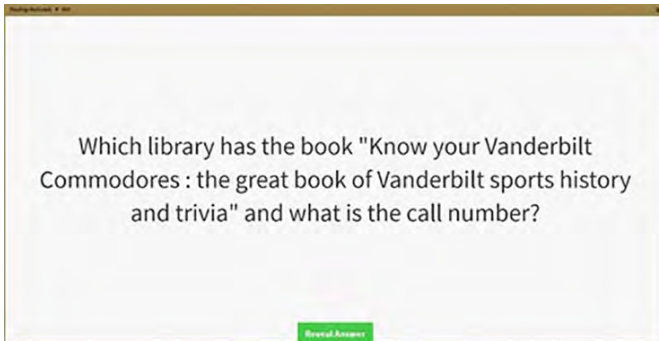 Which library has the book "Know your Vanderbilt
Commodores : the great book of Vanderbilt sports history
and trivia" and what is the call number?
Reveal Answer